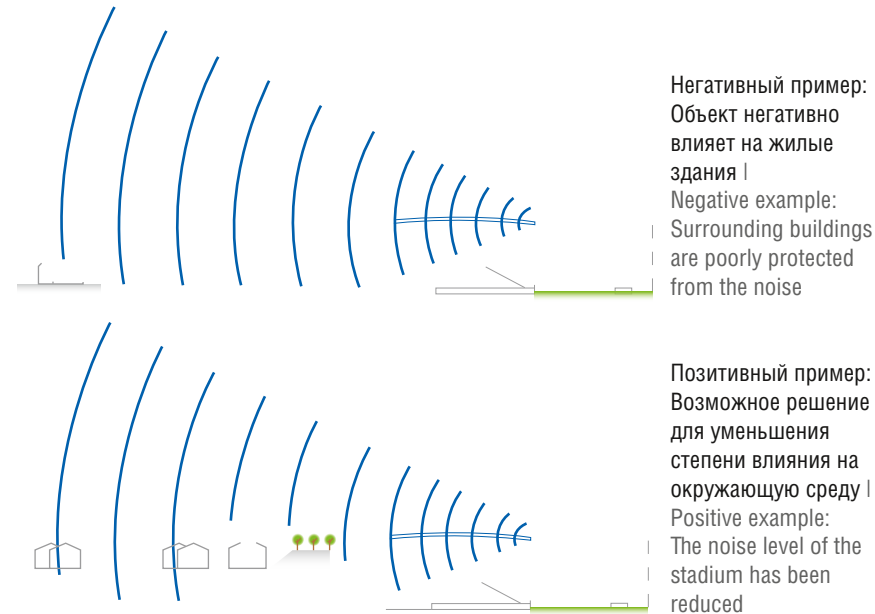 Негативный пример:
Объект негативно
влияет на жилые
здания |
Negative example:
Surrounding buildings
are poorly protected
from the noise
Позитивный пример:
Возможное решение
для уменьшения
степени влияния на
окружающую среду |
Positive example:
The noise level of the
stadium has been
reduced